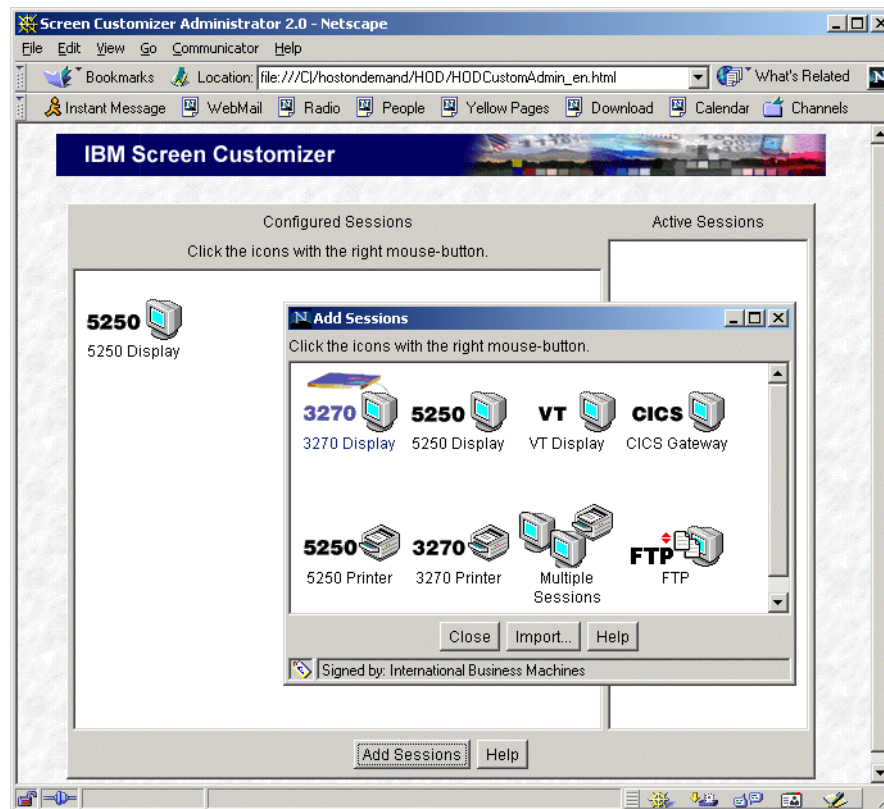 Screen Customizer Administrator 2.0 - Netscape
File Edit View Go Communicator Help
Bookmarks Location: file:///C|/hostondemand/HOD/HODCustomAdmin_en.html What's Related
Instant Message WebMail Radio People Yellow Pages Download Calendar Channels
IBM Screen Customizer
Configured Sessions Active Sessions
Click the icons with the right mouse-button.
5250
5250 Display
Add Sessions
Click the icons with the right mouse-button.
3270 5250 VT CICS
3270 Display 5250 Display VT Display CICS Gateway
5250 3270 FTP
5250 Printer 3270 Printer Multiple Sessions FTP
Close Import... Help
Signed by: International Business Machines
Add Sessions Help